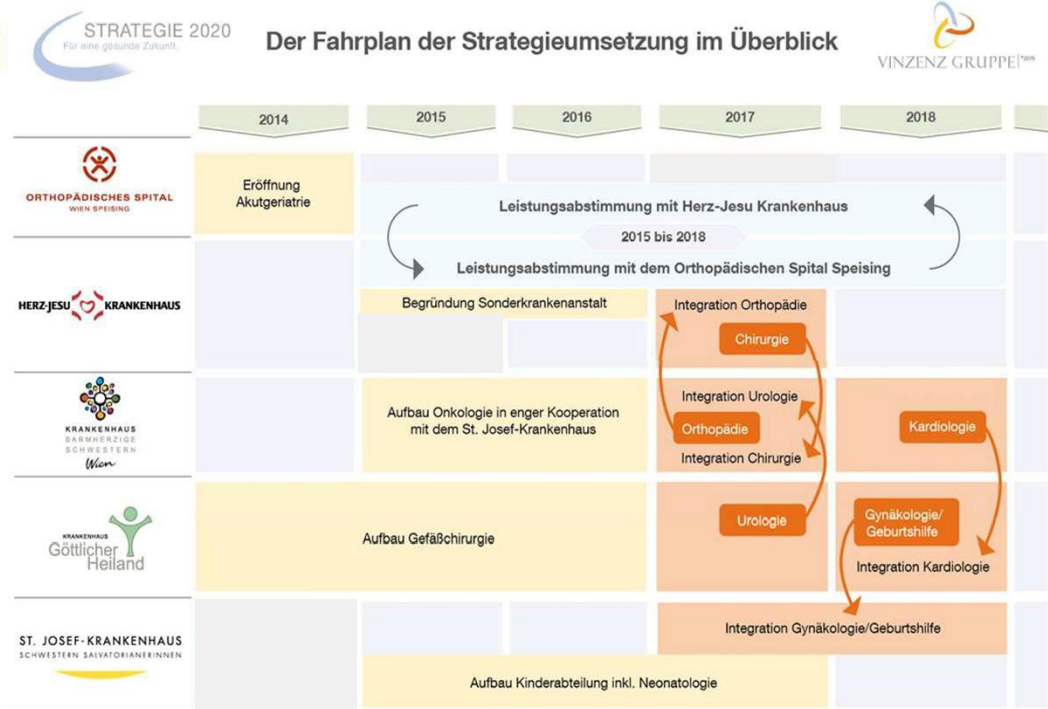 STRATEGIE 2020
Für eine gesunde Zukunft.
Der Fahrplan der Strategieumsetzung im Überblick
VINZENZ GRUPPE
2014
2015
2016
2017
2018
ORTHOPÄDISCHES SPITAL
WIEN SPEISING
Eröffnung
Akutgeriatrie
Leistungsabstimmung mit Herz-Jesu Krankenhaus
2015 bis 2018
Leistungsabstimmung mit dem Orthopädischen Spital Speising
HERZ-JESU KRANKENHAUS
Begründung Sonderkrankenanstalt
Integration Orthopädie
Chirurgie
KRANKENHAUS
BARMHERZIGE
SCHWESTERN
Wien
Aufbau Onkologie in enger Kooperation
mit dem St. Josef-Krankenhaus
Integration Urologie
Orthopädie
Integration Chirurgie
Kardiologie
KRANKENHAUS
Göttlicher
Heiland
Aufbau Gefäßchirurgie
Urologie
Gynäkologie/
Geburtshilfe
Integration Kardiologie
ST. JOSEF-KRANKENHAUS
SCHWESTERN SALVATORIANERINNEN
Integration Gynäkologie/Geburtshilfe
Aufbau Kinderabteilung inkl. Neonatologie